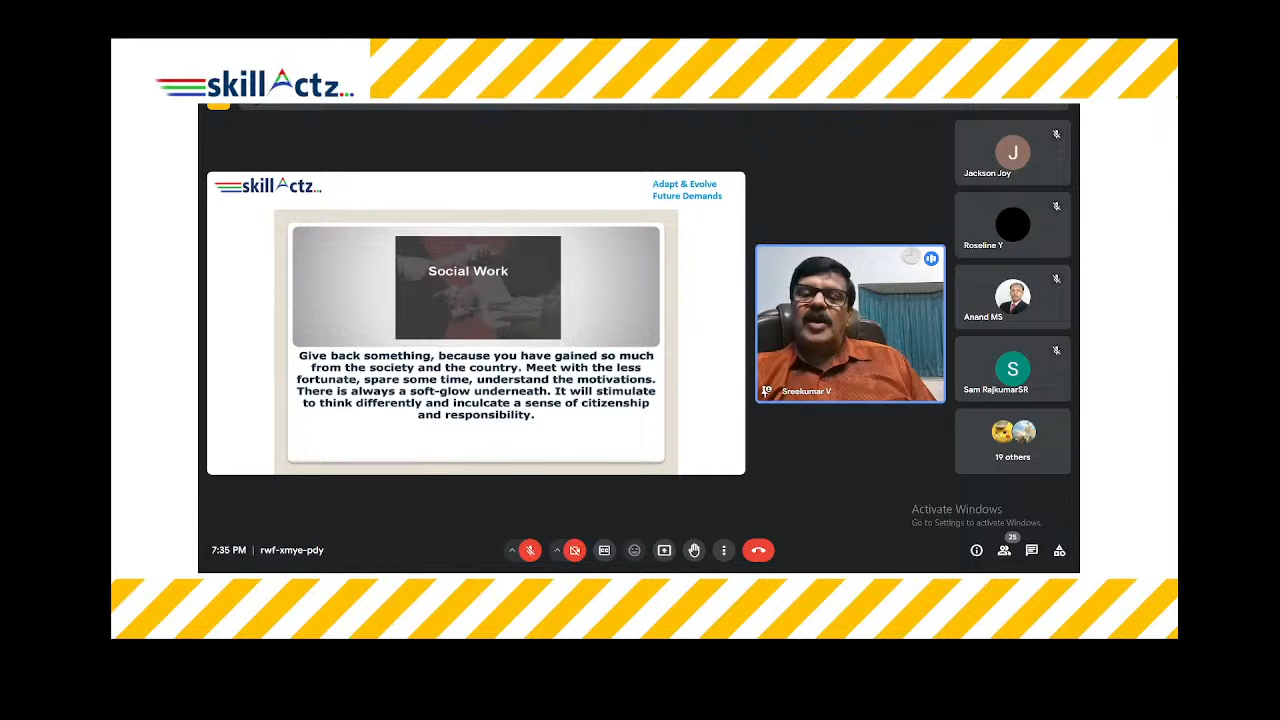 skillActz...
skillActz...
Adapt & Evolve
Future Demands
Social Work
Give back something, because you have gained so much
from the society and the country. Meet with the less
fortunate, spare some time, understand the motivations.
There is always a soft-glow underneath. It will stimulate
to think differently and inculcate a sense of citizenship
and responsibility.
Sreekumar V
J
Jackson Joy
Roseline Y
Anand MS
S
Sam RajkumarSR
19 others
Activate Windows
Go to Settings to activate Windows.
7:35 PM | rwf-xmye-pdy
CC
25